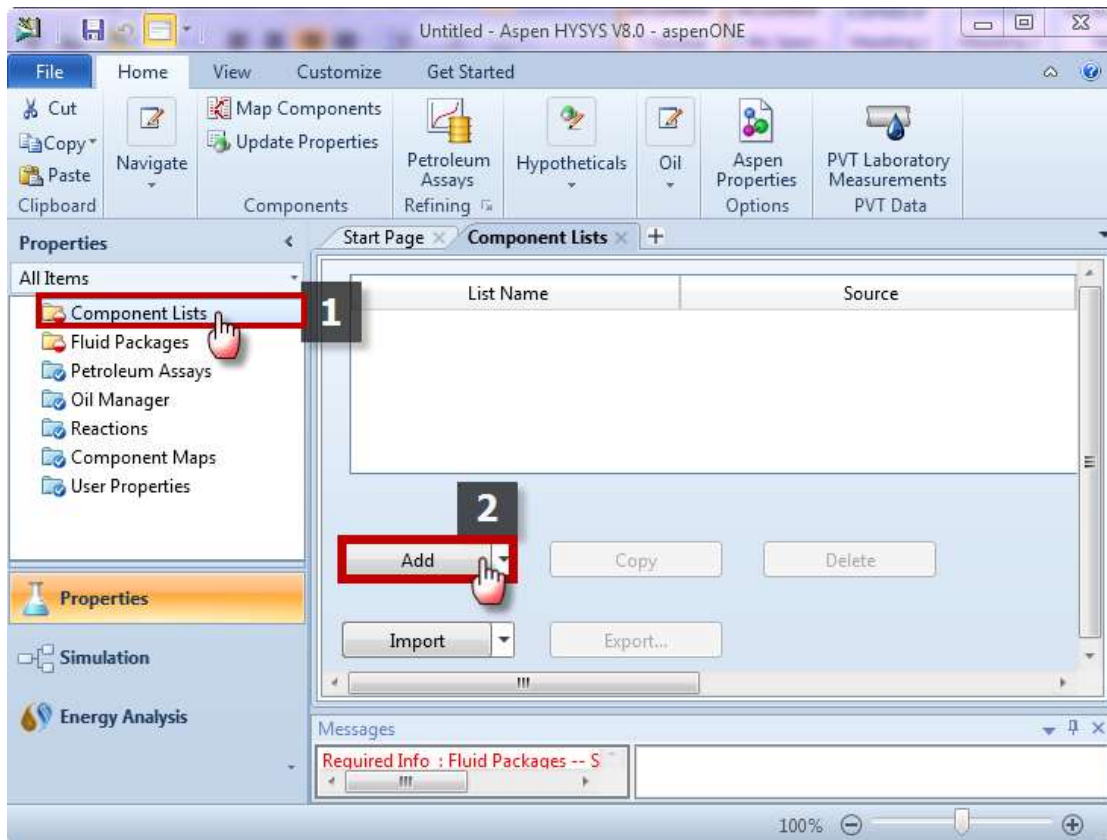 Untitled - Aspen HYSYS V8.0 - aspenONE
File Home View Customize Get Started
Cut
Copy
Paste
Clipboard
Navigate
Map Components
Update Properties
Components
Petroleum
Assays
Refining
Hypotheticals
Oil
Aspen
Properties
Options
PVT Laboratory
Measurements
PVT Data
Properties
Start Page Component Lists +
All Items
List Name Source
Component Lists
1
Fluid Packages
Petroleum Assays
Oil Manager
Reactions
Component Maps
User Properties
2
Add Copy Delete
Import Export...
Properties
Simulation
Energy Analysis
Messages
Required Info : Fluid Packages -- S
100%